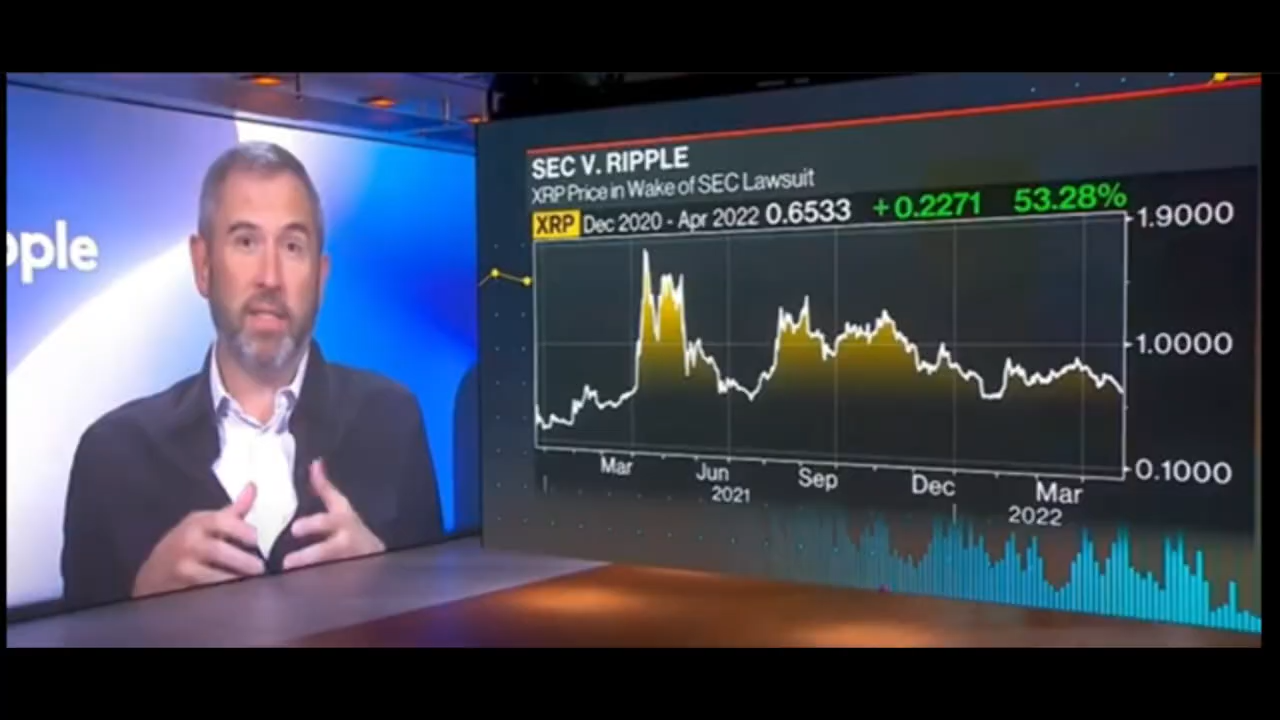 pple
SEC V. RIPPLE
XRP Price in Wake of SEC Lawsuit
XRP Dec 2020 - Apr 2022 0.6533 +0.2271 53.28%
1.9000
1.0000
0.1000
Mar Jun Sep Dec Mar
2021 2022